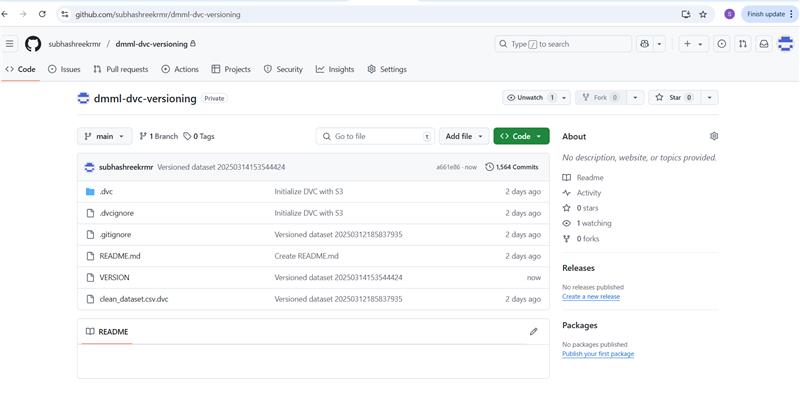 github.com/subhashreekrmr/dmml-dvc-versioning
S
Finish update
subhashreekrmr / dmml-dvc-versioning
Type / to search
Code Issues Pull requests Actions Projects Security Insights Settings
dmml-dvc-versioning Private
Unwatch 1 Fork 0 Star 0
main 1 Branch 0 Tags Go to file t Add file Code
subhashreekrmr Versioned dataset 20250314153544424 a661e86 · now 1,564 Commits
.dvc Initialize DVC with S3 2 days ago
.dvcignore Initialize DVC with S3 2 days ago
.gitignore Versioned dataset 20250312185837935 2 days ago
README.md Create README.md 2 days ago
VERSION Versioned dataset 20250314153544424 now
clean_dataset.csv.dvc Versioned dataset 20250312185837935 2 days ago
README
About
No description, website, or topics provided.
Readme
Activity
0 stars
1 watching
0 forks
Releases
No releases published
Create a new release
Packages
No packages published
Publish your first package